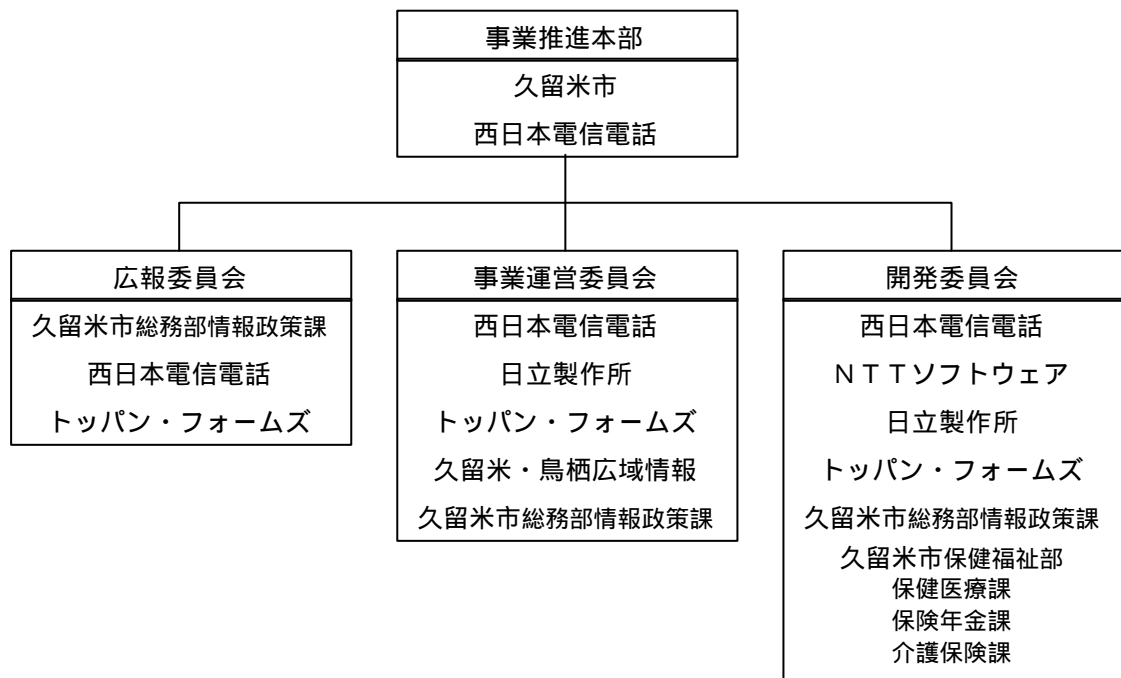 事業推進本部
久留米市
西日本電信電話
広報委員会
久留米市総務部情報政策課
西日本電信電話
トッパン・フォームズ
事業運営委員会
西日本電信電話
日立製作所
トッパン・フォームズ
久留米・鳥栖広域情報
久留米市総務部情報政策課
開発委員会
西日本電信電話
ＮＴＴソフトウェア
日立製作所
トッパン・フォームズ
久留米市総務部情報政策課
久留米市保健福祉部
保健医療課
保険年金課
介護保険課